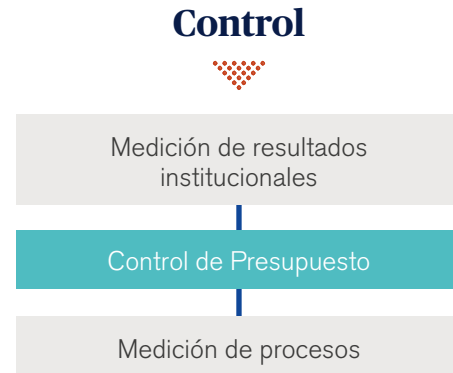 Control
Medición de resultados
institucionales
Control de Presupuesto
Medición de procesos